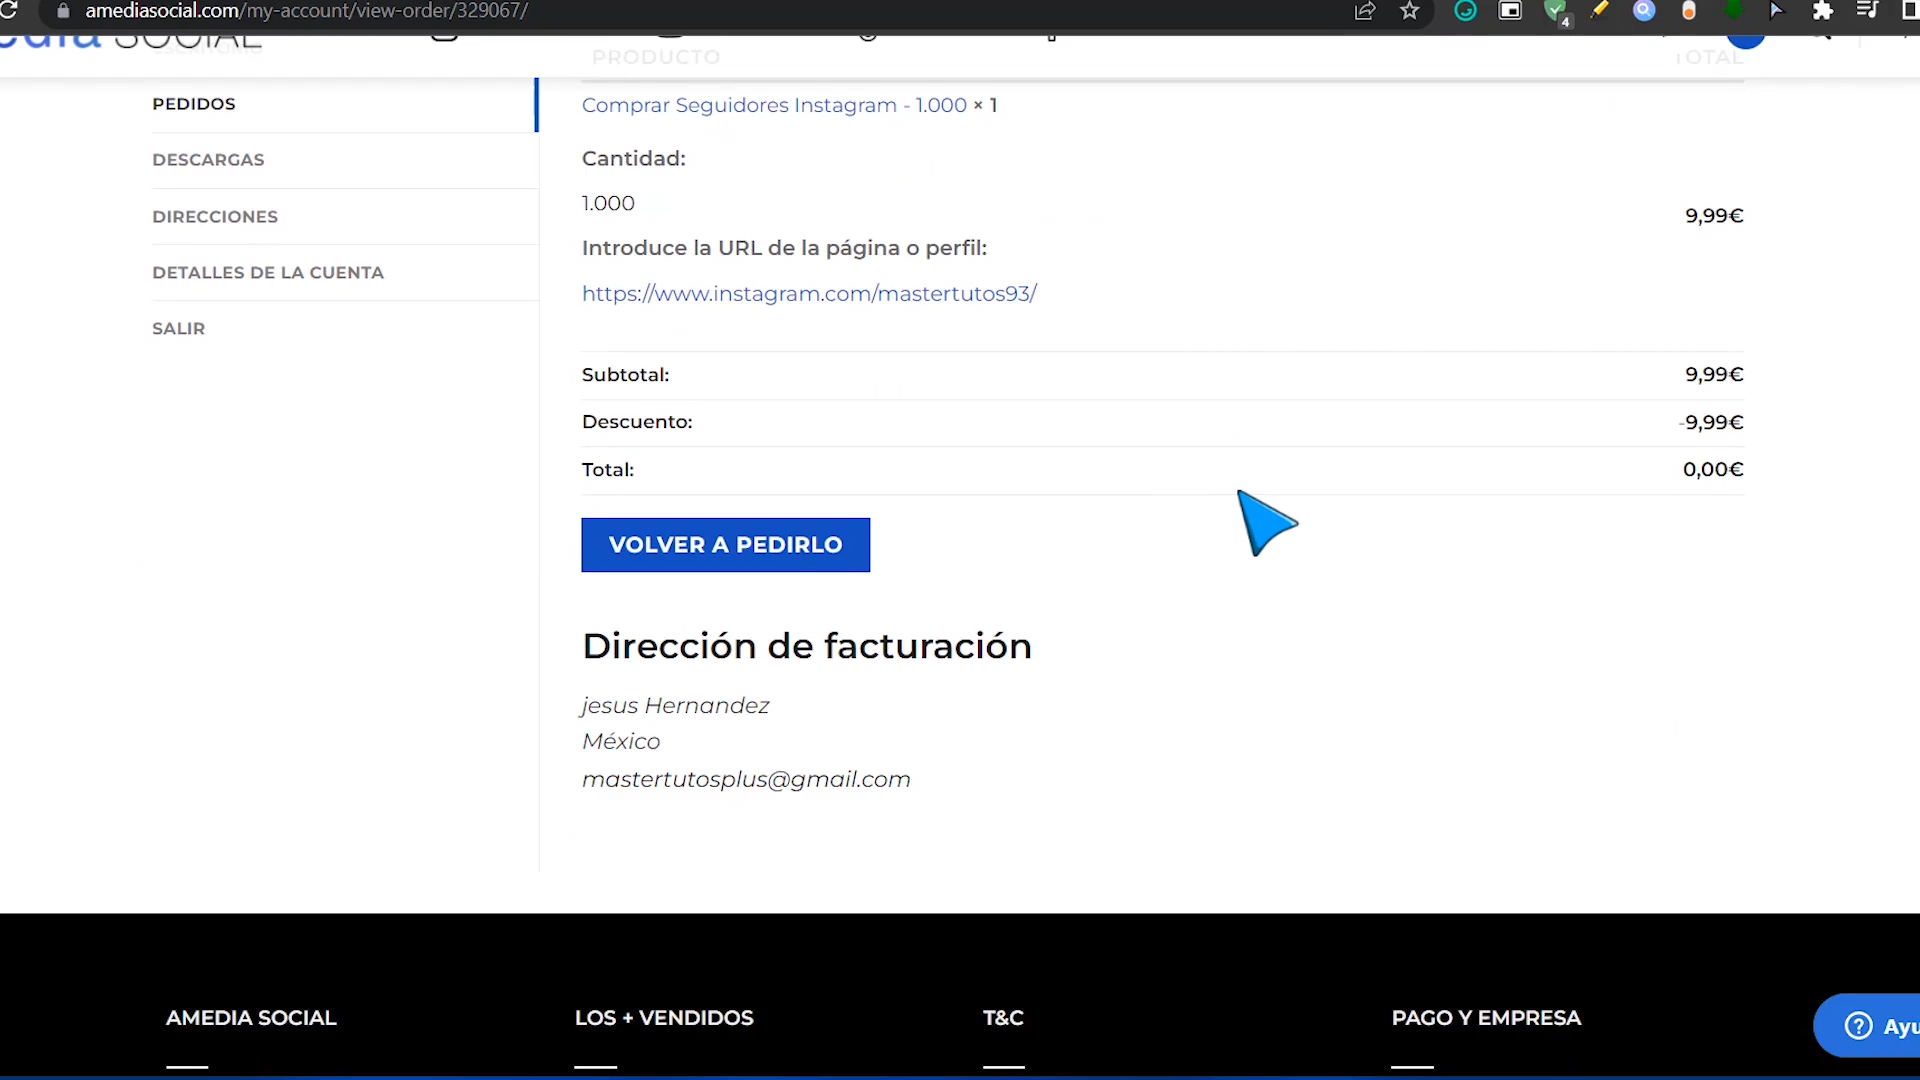 amediasocial.com/my-account/view-order/329067/
4
edia SOCIAL
PRODUCTO
TOTAL
PEDIDOS
DESCARGAS
DIRECCIONES
DETALLES DE LA CUENTA
SALIR
Comprar Seguidores Instagram - 1.000 × 1
Cantidad:
1.000
9,99€
Introduce la URL de la página o perfil:
https://www.instagram.com/mastertutos93/
Subtotal: 9,99€
Descuento: -9,99€
Total: 0,00€
VOLVER A PEDIRLO
Dirección de facturación
jesus Hernandez
México
mastertutosplus@gmail.com
AMEDIA SOCIAL
LOS + VENDIDOS
T&C
PAGO Y EMPRESA
Ayu